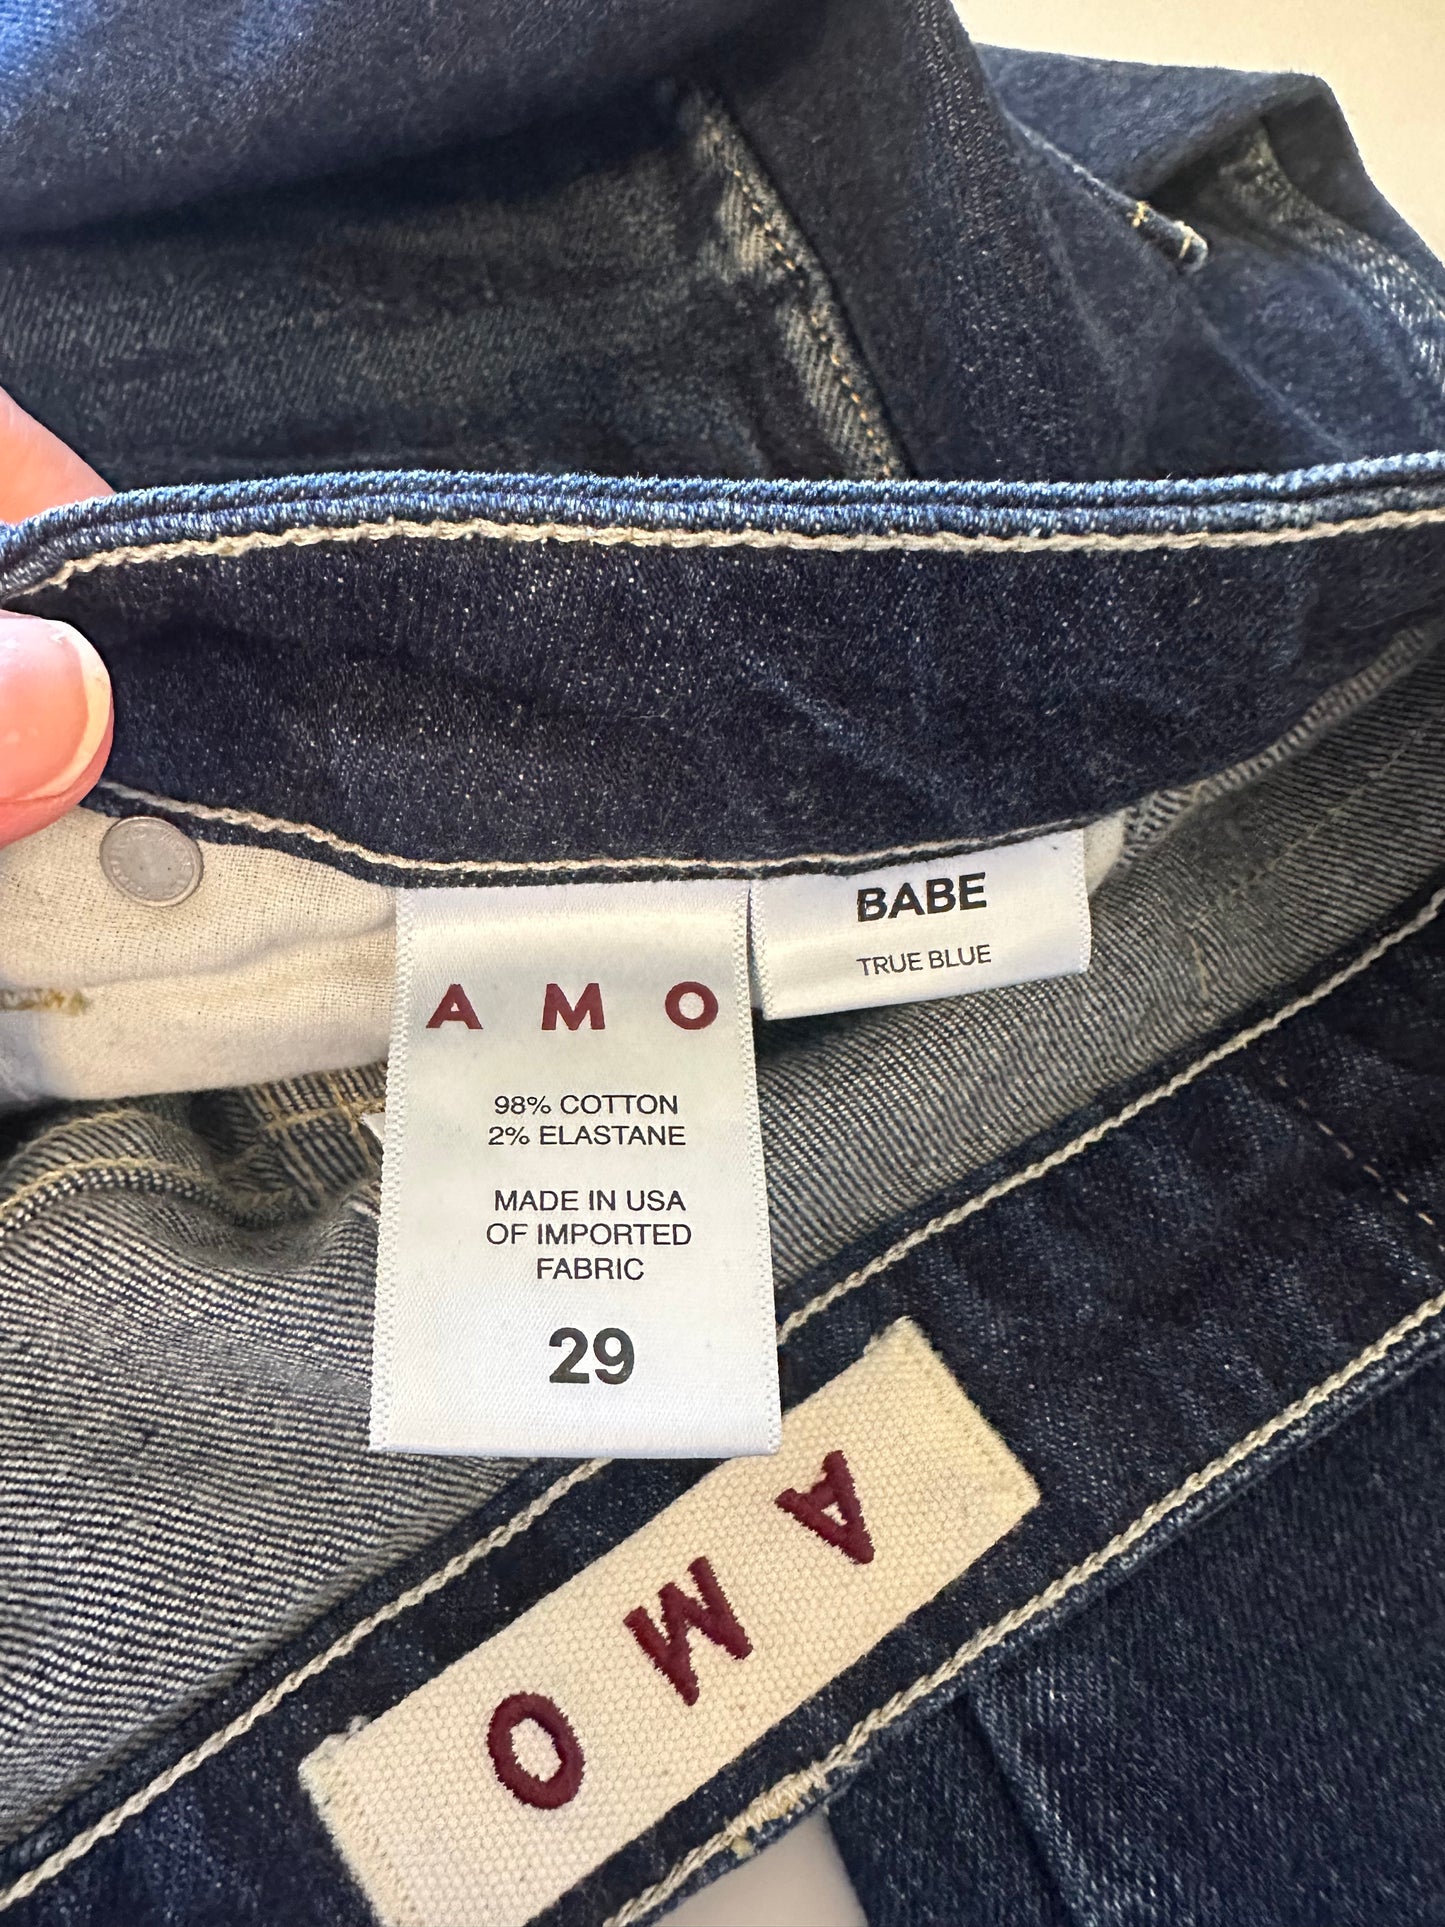 BABE
TRUE BLUE
A M O
98% COTTON
2% ELASTANE
MADE IN USA
OF IMPORTED
FABRIC
29
A M O